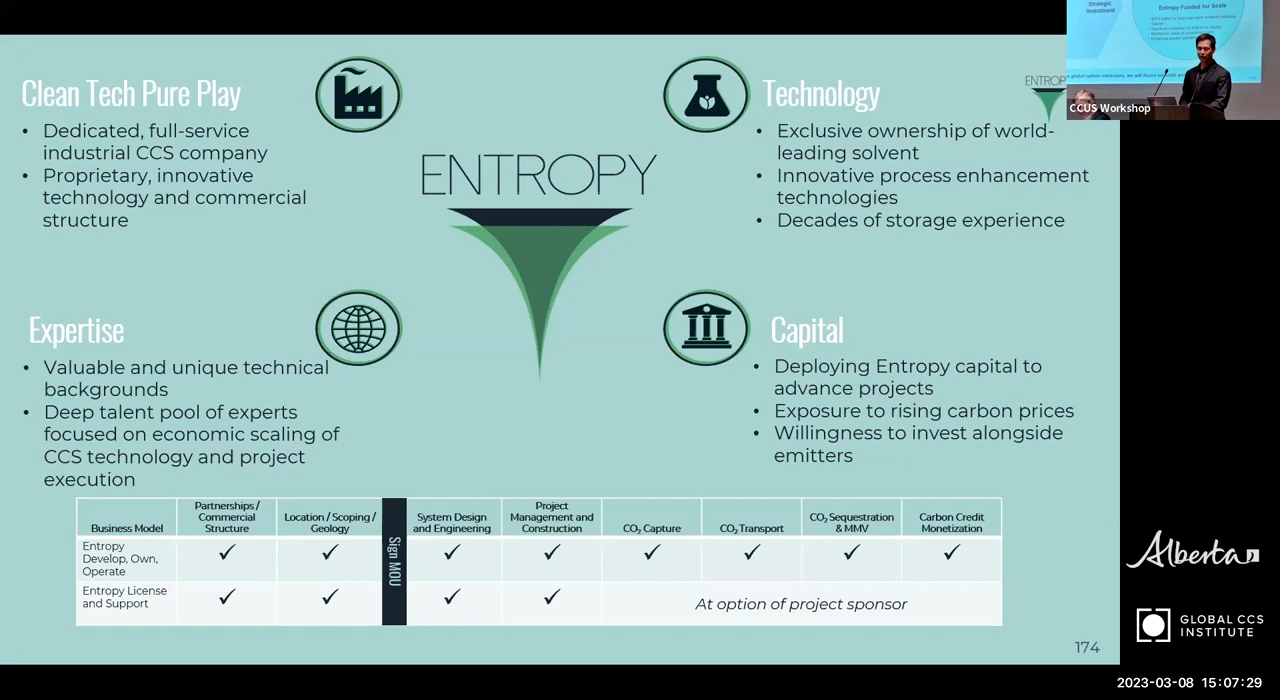 Clean Tech Pure Play
• Dedicated, full-service
industrial CCS company
• Proprietary, innovative
technology and commercial
structure
ENTROPY
Technology
• Exclusive ownership of world-
leading solvent
• Innovative process enhancement
technologies
• Decades of storage experience
Expertise
• Valuable and unique technical
backgrounds
• Deep talent pool of experts
focused on economic scaling of
CCS technology and project
execution
Capital
• Deploying Entropy capital to
advance projects
• Exposure to rising carbon prices
• Willingness to invest alongside
emitters
Business Model
Partnerships /
Commercial
Structure
Location / Scoping /
Geology
Sign MOU
System Design
and Engineering
Project
Management and
Construction
CO₂ Capture
CO₂ Transport
CO₂ Sequestration
& MMV
Carbon Credit
Monetization
Entropy
Develop, Own,
Operate
✓ ✓ ✓ ✓ ✓ ✓ ✓ ✓
Entropy License
and Support
✓ ✓ ✓ ✓
At option of project sponsor
174
Strategic
Investment
Entropy Funded for Scale
CCUS Workshop
Alberta
GLOBAL CCS
INSTITUTE
2023-03-08 15:07:29